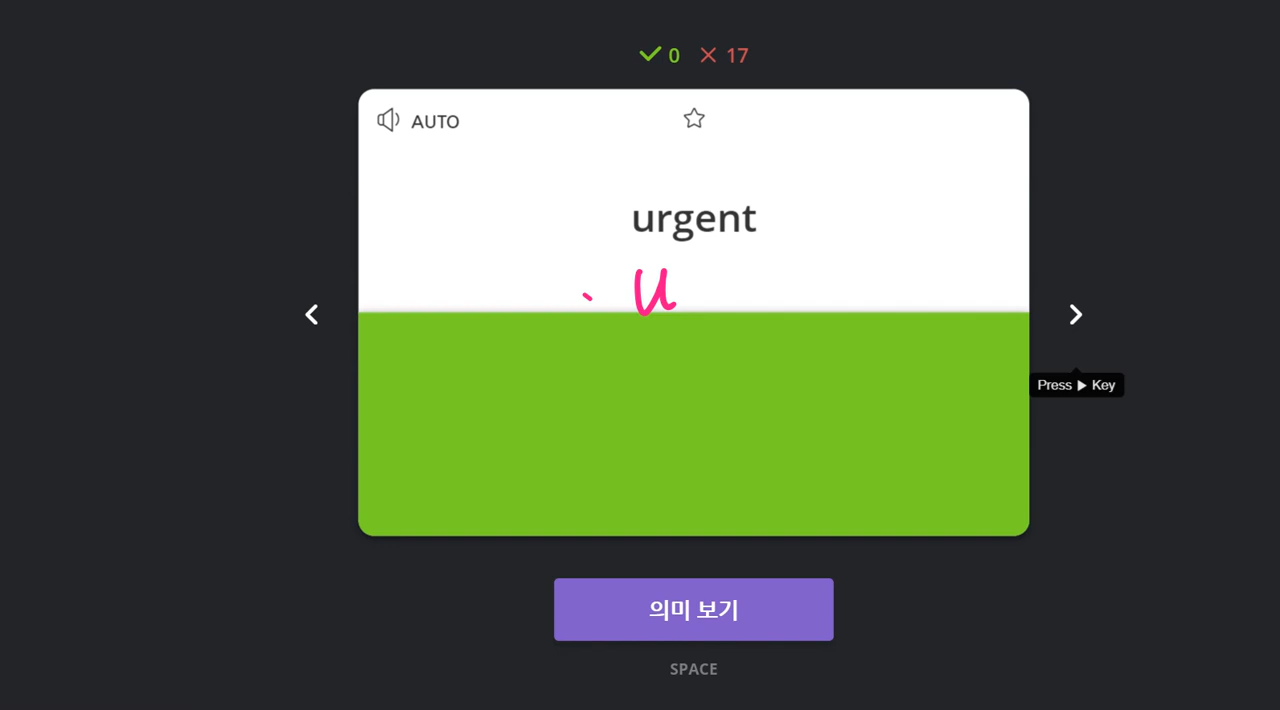 0 17
AUTO
urgent
u
Press Key
의미 보기
SPACE